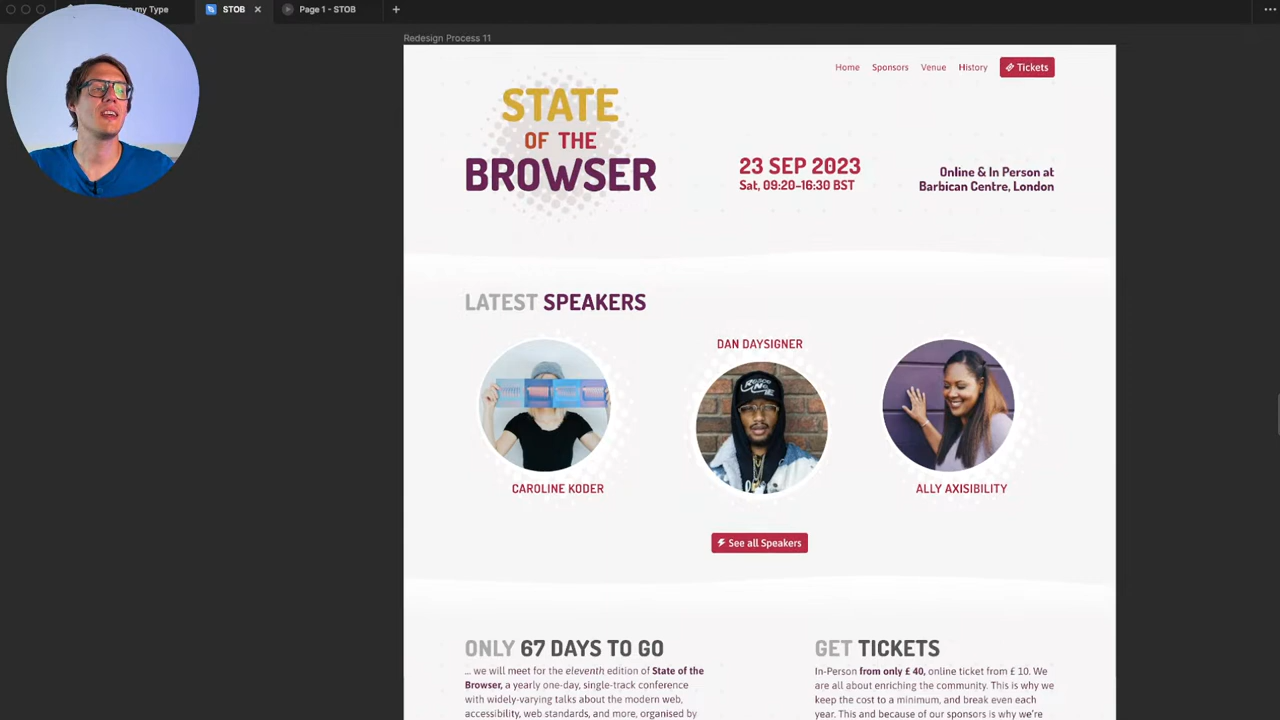 my Type
STOB
Page 1 - STOB
Redesign Process 11
Home Sponsors Venue History Tickets
STATE
OF THE
BROWSER
23 SEP 2023
Sat, 09:20-16:30 BST
Online & In Person at
Barbican Centre, London
LATEST SPEAKERS
DAN DAYSIGNER
CAROLINE KODER
ALLY AXISIBILITY
See all Speakers
ONLY 67 DAYS TO GO
... we will meet for the eleventh edition of State of the
Browser, a yearly one-day, single-track conference
with widely-varying talks about the modern web,
accessibility, web standards, and more, organised by
GET TICKETS
In-Person from only £ 40, online ticket from £ 10. We
are all about enriching the community. This is why we
keep the cost to a minimum, and break even each
year. This and because of our sponsors is why we're